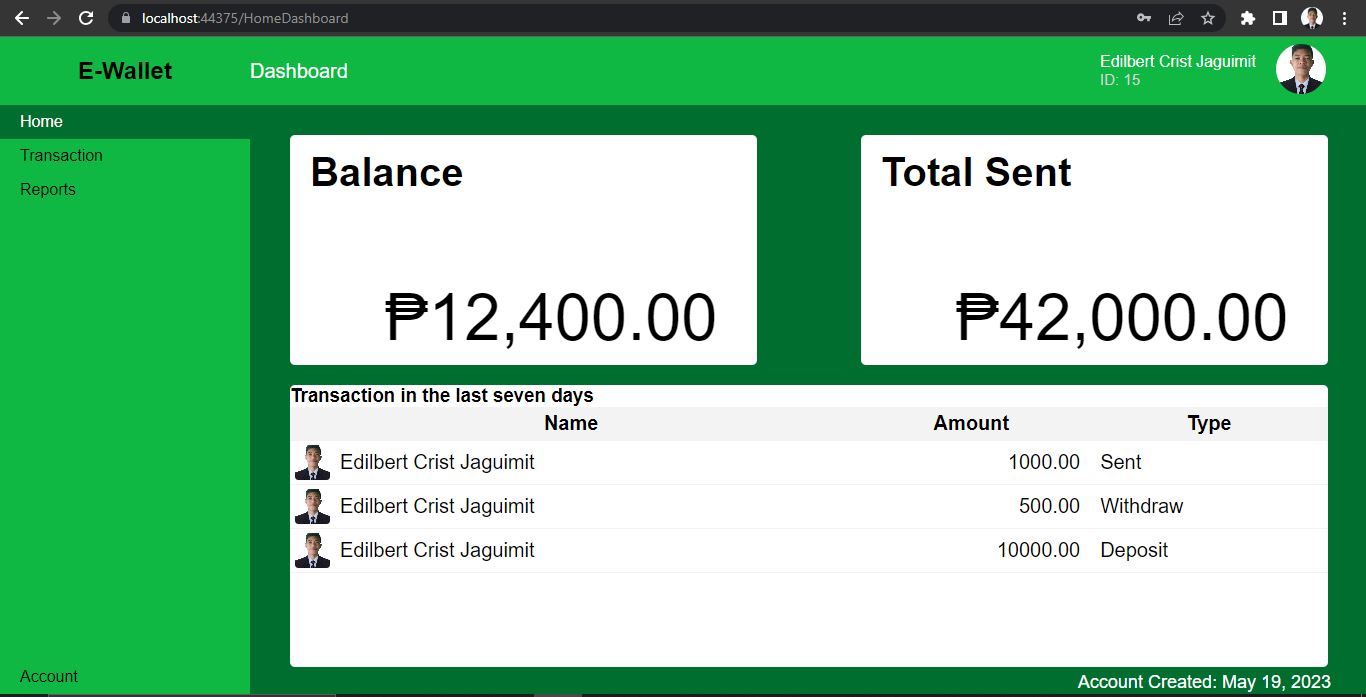 localhost:44375/HomeDashboard
E-Wallet
Dashboard
Edilbert Crist Jaguimit
ID: 15
Home
Transaction
Reports
Account
Balance
₱12,400.00
Total Sent
₱42,000.00
Transaction in the last seven days
Name Amount Type
Edilbert Crist Jaguimit 1000.00 Sent
Edilbert Crist Jaguimit 500.00 Withdraw
Edilbert Crist Jaguimit 10000.00 Deposit
Account Created: May 19, 2023